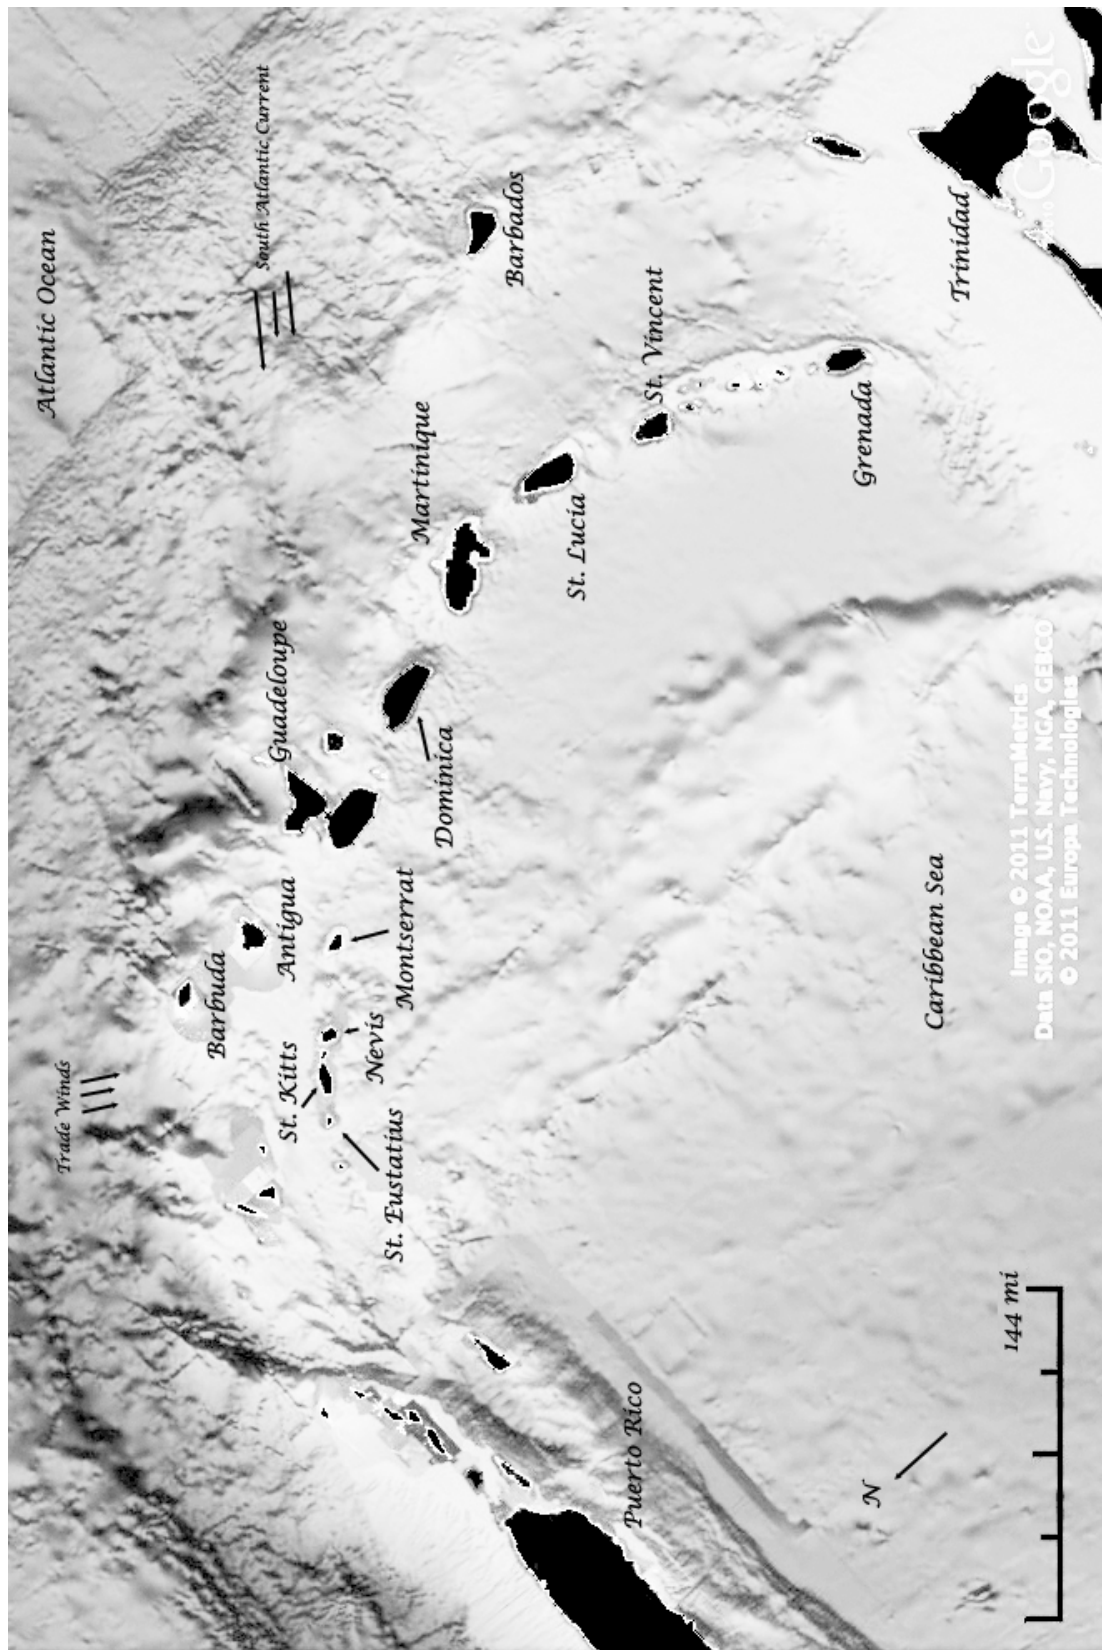 Atlantic Ocean
Trade Winds
Barbuda
South Atlantic Current
St. Kitts
Antigua
Guadeloupe
Nevis
St. Eustatius
Montserrat
Martinique
Dominica
Barbados
St. Lucia
Puerto Rico
St. Vincent
Grenada
N
Caribbean Sea
Trinidad
144 mi
Image © 2011 TerraMetrics
Data SIO, NOAA, U.S. Navy, NGA, GEBCO
© 2011 Europa Technologies
Google